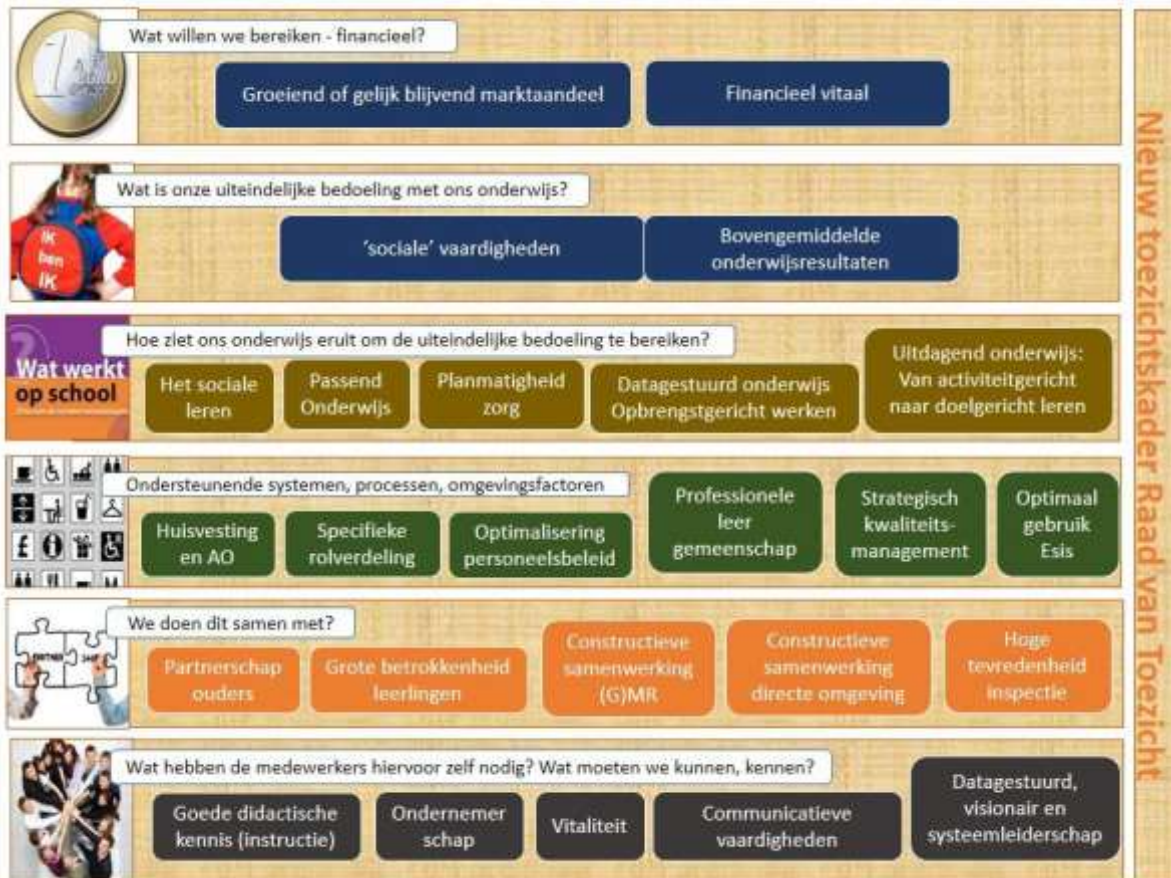 Wat willen we bereiken - financieel?
Groeiend of gelijk blijvend marktaandeel
Financieel vitaal
Wat is onze uiteindelijke bedoeling met ons onderwijs?
IK
ben
IK
'sociale' vaardigheden
Bovengemiddelde
onderwijsresultaten
Hoe ziet ons onderwijs eruit om de uiteindelijke bedoeling te bereiken?
Wat werkt
op school
Het sociale
leren
Passend
Onderwijs
Planmatigheid
zorg
Datagestuurd onderwijs
Opbrengstgericht werken
Uitdagend onderwijs:
Van activiteitgericht
naar doelgericht leren
Ondersteunende systemen, processen, omgevingsfactoren
Huisvesting
en AO
Specifieke
rolverdeling
Optimalisering
personeelsbeleid
Professionele
leer
gemeenschap
Strategisch
kwaliteits-
management
Optimaal
gebruik
Esis
We doen dit samen met?
Partnerschap
ouders
Grote betrokkenheid
leerlingen
Constructieve
samenwerking
(G)MR
Constructieve
samenwerking
directe omgeving
Hoge
tevredenheid
inspectie
Wat hebben de medewerkers hiervoor zelf nodig? Wat moeten we kunnen, kennen?
Goede didactische
kennis (instructie)
Ondernemer
schap
Vitaliteit
Communicatieve
vaardigheden
Datagestuurd,
visionair en
systeemleiderschap
Nieuw toezichtskader Raad van Toezicht